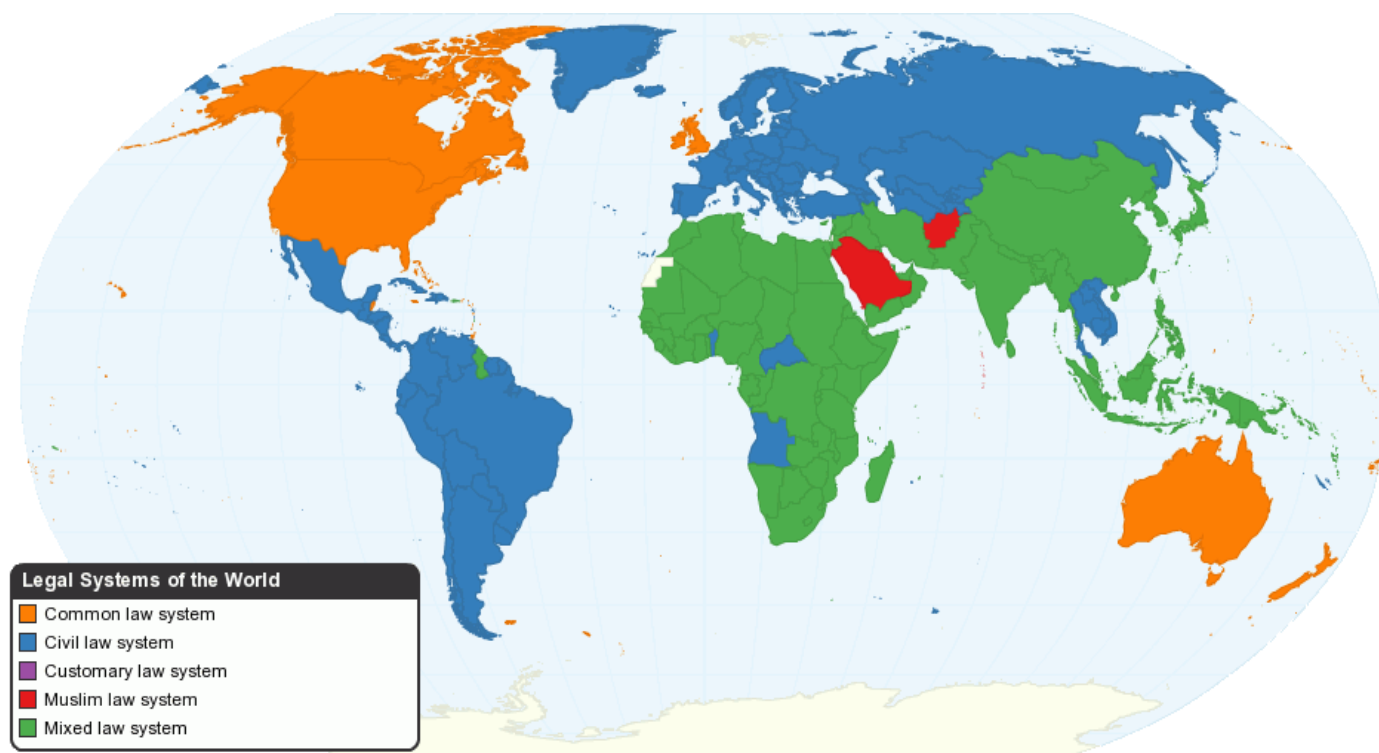 Legal Systems of the World
Common law system
Civil law system
Customary law system
Muslim law system
Mixed law system